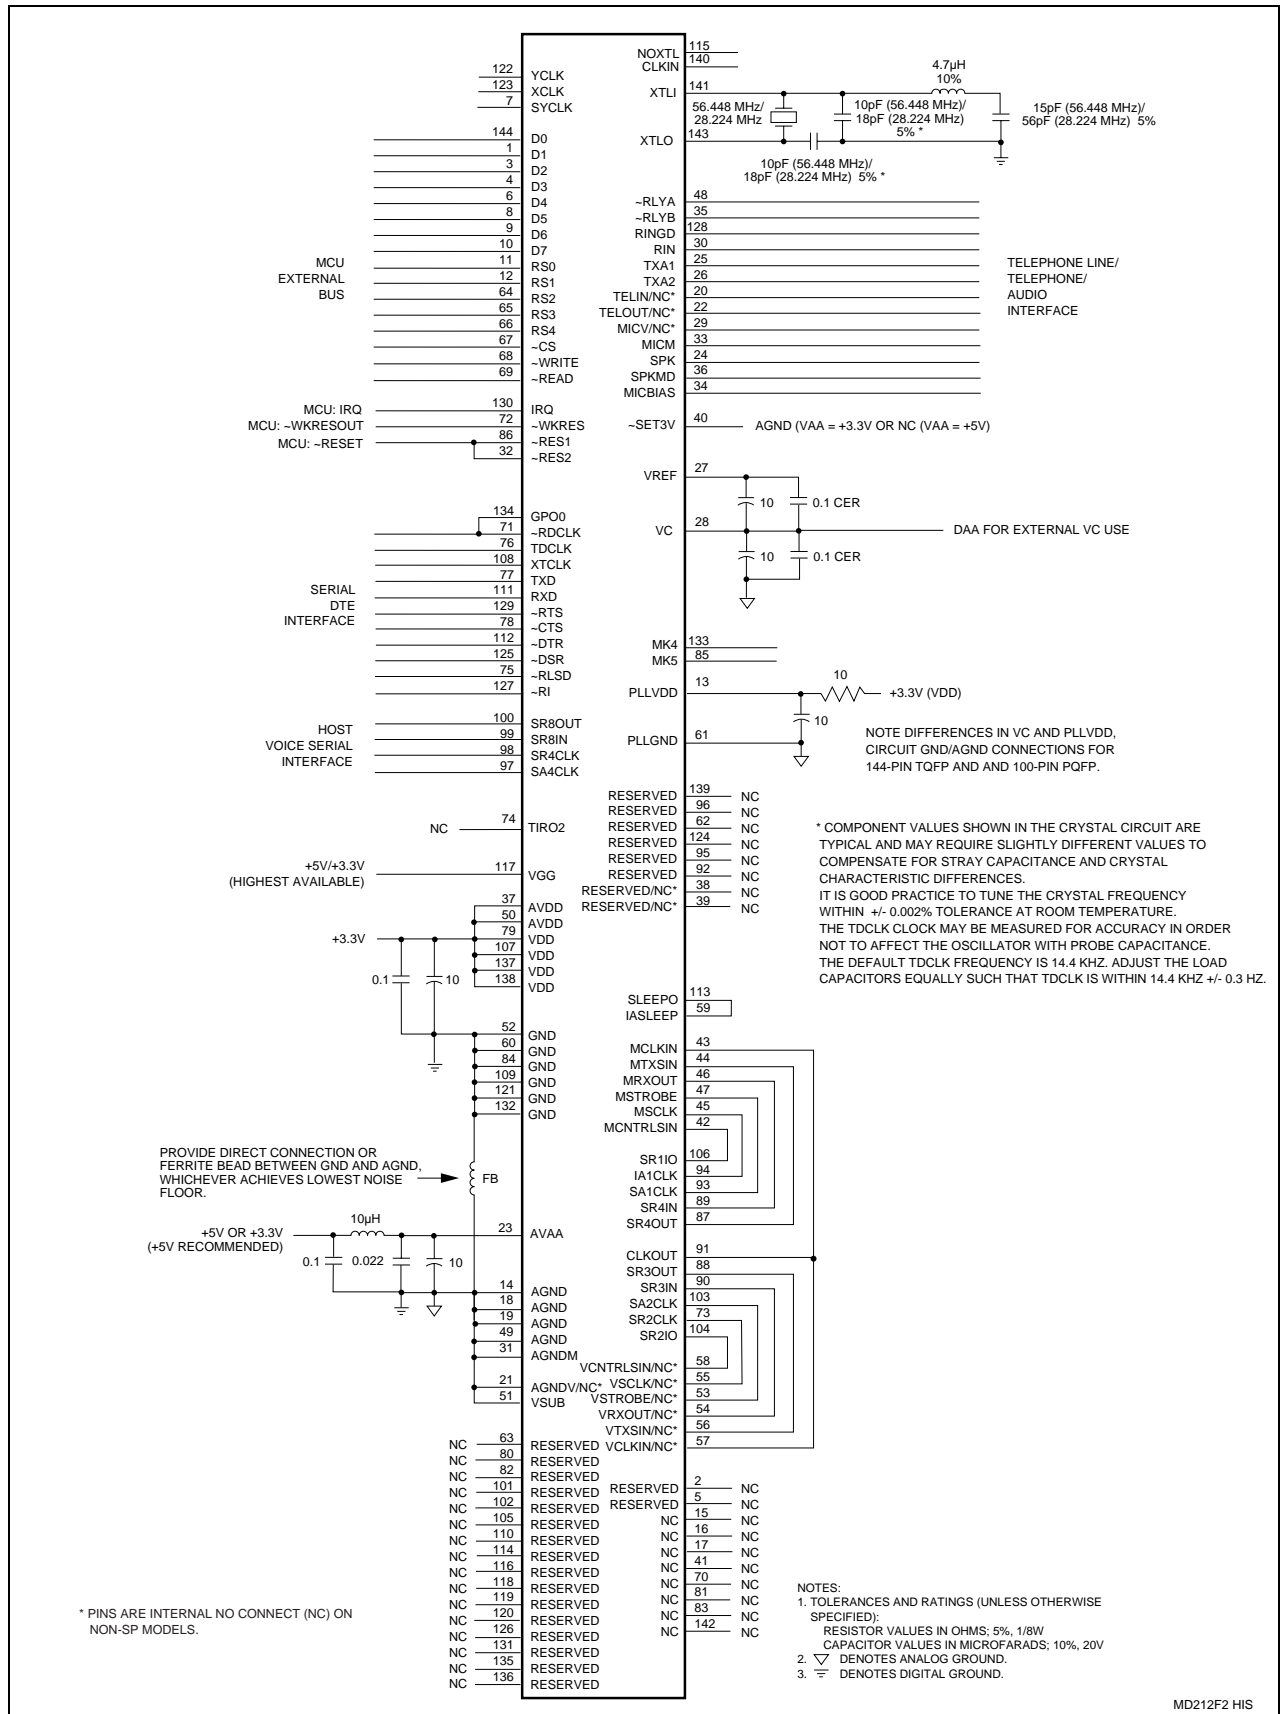 122 YCLK
123 XCLK
7 SYCLK
144 D0
1 D1
3 D2
4 D3
6 D4
8 D5
9 D6
10 D7
11 RS0
12 RS1
64 RS2
65 RS3
66 RS4
67 ~CS
68 ~WRITE
69 ~READ
MCU
EXTERNAL
BUS
MCU: IRQ 130 IRQ
MCU: ~WKRESOUT 72 ~WKRES
MCU: ~RESET 86 ~RES1
32 ~RES2
134 GPO0
71 ~RDCLK
76 TDCLK
108 XTCLK
77 TXD
111 RXD
129 ~RTS
78 ~CTS
112 ~DTR
125 ~DSR
75 ~RLSD
127 ~RI
SERIAL
DTE
INTERFACE
100 SR8OUT
99 SR8IN
98 SR4CLK
97 SA4CLK
HOST
VOICE SERIAL
INTERFACE
NC 74 TIRO2
+5V/+3.3V
(HIGHEST AVAILABLE)
117 VGG
37 AVDD
50 AVDD
79 VDD
107 VDD
137 VDD
138 VDD
+3.3V
0.1 10
52 GND
60 GND
84 GND
109 GND
121 GND
132 GND
PROVIDE DIRECT CONNECTION OR
FERRITE BEAD BETWEEN GND AND AGND,
WHICHEVER ACHIEVES LOWEST NOISE
FLOOR.
FB
+5V OR +3.3V
(+5V RECOMMENDED)
10µH
23 AVAA
0.1 0.022 10
14 AGND
18 AGND
19 AGND
49 AGND
31 AGNDM
21 AGNDV/NC*
51 VSUB
NC 63 RESERVED
NC 80 RESERVED
NC 82 RESERVED
NC 101 RESERVED
NC 102 RESERVED
NC 105 RESERVED
NC 110 RESERVED
NC 114 RESERVED
NC 116 RESERVED
NC 118 RESERVED
NC 119 RESERVED
NC 120 RESERVED
NC 126 RESERVED
NC 131 RESERVED
NC 135 RESERVED
NC 136 RESERVED
* PINS ARE INTERNAL NO CONNECT (NC) ON
NON-SP MODELS.
NOXTL 115
CLKIN 140
XTLI 141
XTLO 143
4.7µH
10%
56.448 MHz/
28.224 MHz
10pF (56.448 MHz)/
18pF (28.224 MHz)
5% *
15pF (56.448 MHz)/
56pF (28.224 MHz) 5%
10pF (56.448 MHz)/
18pF (28.224 MHz) 5% *
~RLYA 48
~RLYB 35
RINGD 128
RIN 30
TXA1 25
TXA2 26
TELIN/NC* 20
TELOUT/NC* 22
MICV/NC* 29
MICM 33
SPK 24
SPKMD 36
MICBIAS 34
TELEPHONE LINE/
TELEPHONE/
AUDIO
INTERFACE
~SET3V 40 AGND (VAA = +3.3V OR NC (VAA = +5V)
VREF 27
10 0.1 CER
VC 28 DAA FOR EXTERNAL VC USE
10 0.1 CER
MK4 133
MK5 85
PLLVDD 13
10
+3.3V (VDD)
10
PLLGND 61
NOTE DIFFERENCES IN VC AND PLLVDD,
CIRCUIT GND/AGND CONNECTIONS FOR
144-PIN TQFP AND AND 100-PIN PQFP.
RESERVED 139 NC
RESERVED 96 NC
RESERVED 62 NC
RESERVED 124 NC
RESERVED 95 NC
RESERVED 92 NC
RESERVED/NC* 38 NC
RESERVED/NC* 39 NC
* COMPONENT VALUES SHOWN IN THE CRYSTAL CIRCUIT ARE
TYPICAL AND MAY REQUIRE SLIGHTLY DIFFERENT VALUES TO
COMPENSATE FOR STRAY CAPACITANCE AND CRYSTAL
CHARACTERISTIC DIFFERENCES.
IT IS GOOD PRACTICE TO TUNE THE CRYSTAL FREQUENCY
WITHIN +/- 0.002% TOLERANCE AT ROOM TEMPERATURE.
THE TDCLK CLOCK MAY BE MEASURED FOR ACCURACY IN ORDER
NOT TO AFFECT THE OSCILLATOR WITH PROBE CAPACITANCE.
THE DEFAULT TDCLK FREQUENCY IS 14.4 KHZ. ADJUST THE LOAD
CAPACITORS EQUALLY SUCH THAT TDCLK IS WITHIN 14.4 KHZ +/- 0.3 HZ.
SLEEPO 113
IASLEEP 59
MCLKIN 43
MTXSIN 44
MRXOUT 46
MSTROBE 47
MSCLK 45
MCNTRLSIN 42
SR1IO 106
IA1CLK 94
SA1CLK 93
SR4IN 89
SR4OUT 87
CLKOUT 91
SR3OUT 88
SR3IN 90
SA2CLK 103
SR2CLK 73
SR2IO 104
VCNTRLSIN/NC* 58
VSCLK/NC* 55
VSTROBE/NC* 53
VRXOUT/NC* 54
VTXSIN/NC* 56
VCLKIN/NC* 57
RESERVED 2 NC
RESERVED 5 NC
NC 15 NC
NC 16 NC
NC 17 NC
NC 41 NC
NC 70 NC
NC 81 NC
NC 83 NC
NC 142 NC
NOTES:
1. TOLERANCES AND RATINGS (UNLESS OTHERWISE
SPECIFIED):
RESISTOR VALUES IN OHMS; 5%, 1/8W
CAPACITOR VALUES IN MICROFARADS; 10%, 20V
2. DENOTES ANALOG GROUND.
3. DENOTES DIGITAL GROUND.
MD212F2 HIS